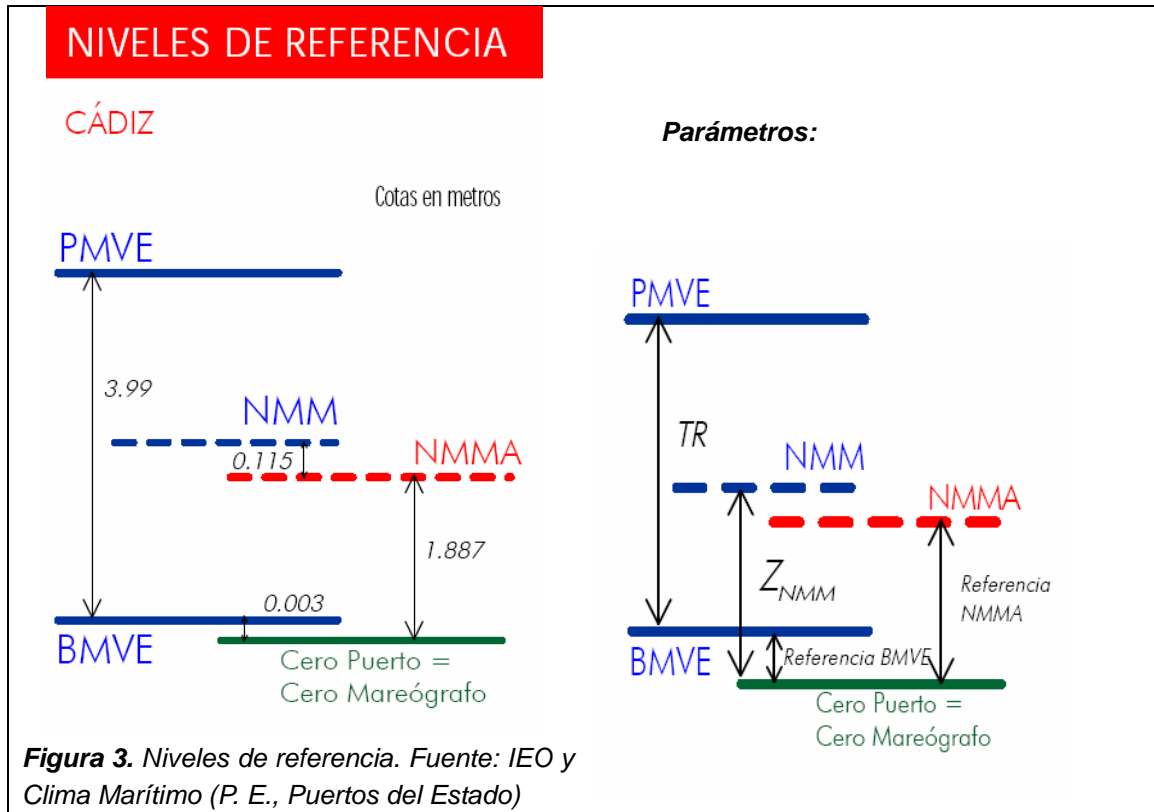 NIVELES DE REFERENCIA
CÁDIZ
Cotas en metros
PMVE
3.99
NMM
0.115
NMMA
1.887
0.003
BMVE
Cero Puerto =
Cero Mareógrafo
Figura 3. Niveles de referencia. Fuente: IEO y
Clima Marítimo (P. E., Puertos del Estado)
Parámetros:
PMVE
TR
NMM
NMMA
Z_NMM
Referencia
NMMA
BMVE
Referencia BMVE
Cero Puerto =
Cero Mareógrafo